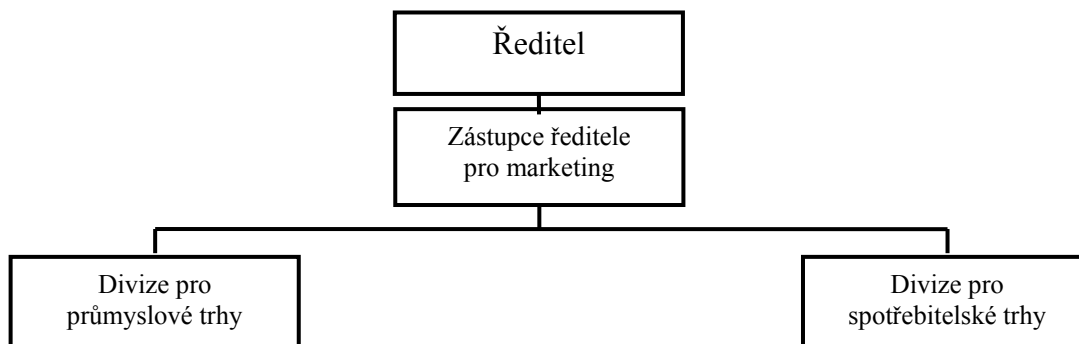 Ředitel
Zástupce ředitele
pro marketing
Divize pro
průmyslové trhy
Divize pro
spotřebitelské trhy